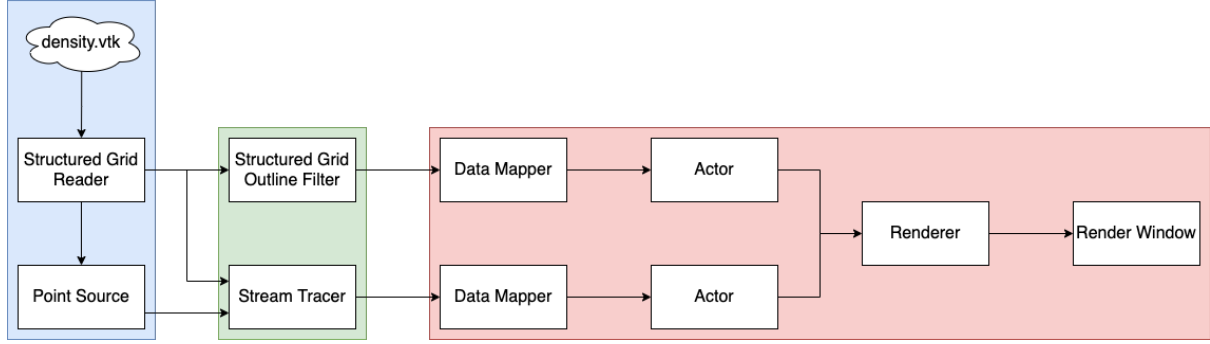 density.vtk
Structured Grid
Reader
Structured Grid
Outline Filter
Data Mapper
Actor
Renderer
Render Window
Point Source
Stream Tracer
Data Mapper
Actor